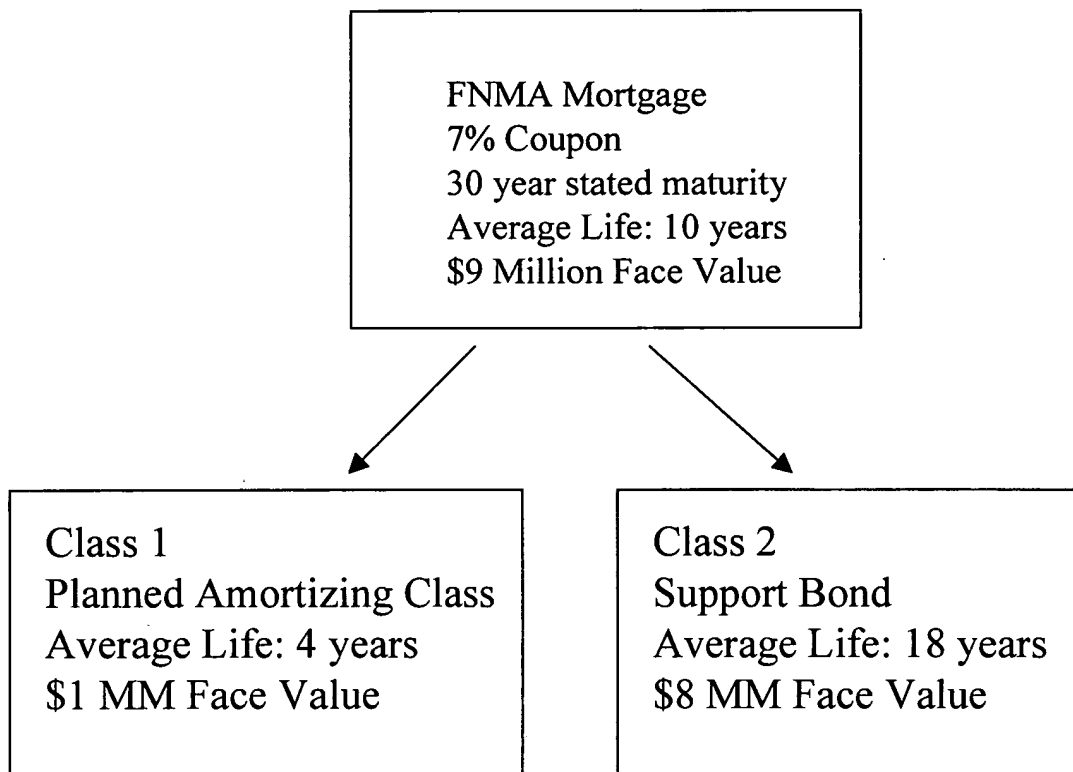 FNMA Mortgage
7% Coupon
30 year stated maturity
Average Life: 10 years
$9 Million Face Value
Class 1
Planned Amortizing Class
Average Life: 4 years
$1 MM Face Value
Class 2
Support Bond
Average Life: 18 years
$8 MM Face Value